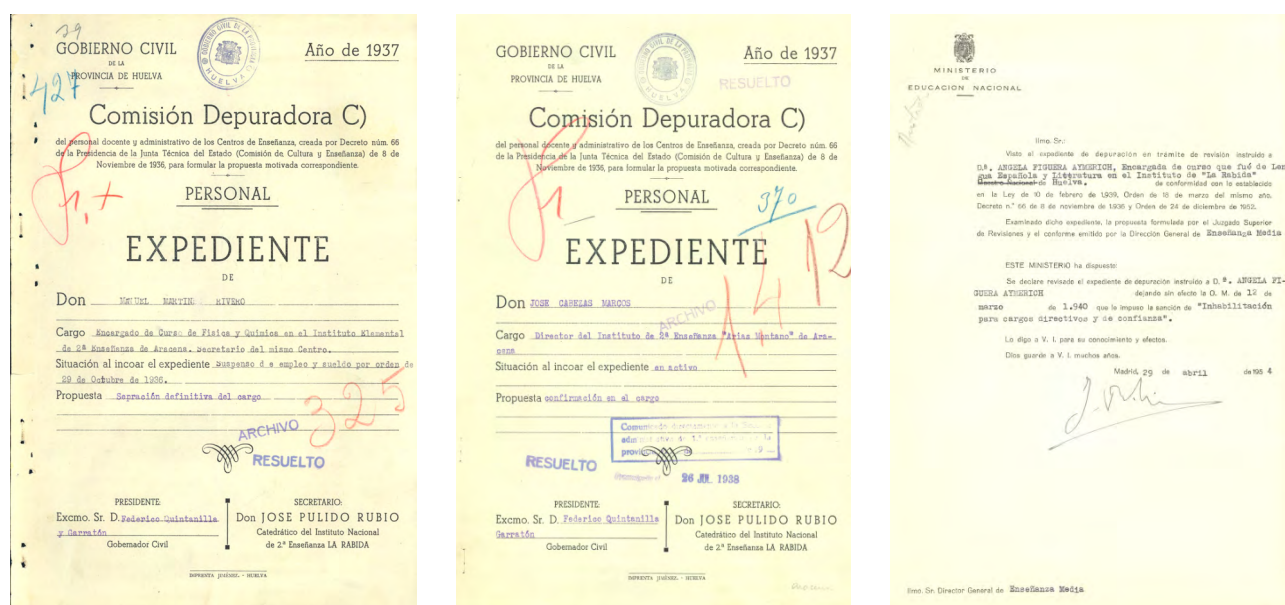 39
GOBIERNO CIVIL
DE LA
PROVINCIA DE HUELVA
Año de 1937
427
Comisión Depuradora C)
del personal docente y administrativo de los Centros de Enseñanza, creada por Decreto núm. 66
de la Presidencia de la Junta Técnica del Estado (Comisión de Cultura y Enseñanza) de 8 de
Noviembre de 1936, para formular la propuesta motivada correspondiente.
PERSONAL
EXPEDIENTE
DE
Don MARTIN RIVERO
Cargo Encargado de Curso de Fisica y Quimica en el Instituto Elemental
de 2ª Enseñanza de Aracena. Secretario del mismo Centro.
Situación al incoar el expediente Suspenso d e empleo y sueldo por orden de
29 de Octubre de 1936.
Propuesta Sepración definitiva del cargo
325
ARCHIVO
RESUELTO
PRESIDENTE:
Excmo. Sr. D. Federico Quintanilla
y Garratón
Gobernador Civil
SECRETARIO:
Don JOSE PULIDO RUBIO
Catedrático del Instituto Nacional
de 2.ª Enseñanza LA RABIDA
IMPRENTA JIMÉNEZ. - HUELVA
GOBIERNO CIVIL
DE LA
PROVINCIA DE HUELVA
Año de 1937
RESUELTO
Comisión Depuradora C)
del personal docente y administrativo de los Centros de Enseñanza, creada por Decreto núm. 66
de la Presidencia de la Junta Técnica del Estado (Comisión de Cultura y Enseñanza) de 8 de
Noviembre de 1936, para formular la propuesta motivada correspondiente.
PERSONAL
370
EXPEDIENTE
DE
1412
Don JOSE CABEZAS MARCOS
ARCHIVO
Cargo Director del Instituto de 2ª Enseñanza "Arias Montano" de Ara-
cena
Situación al incoar el expediente en activo
Propuesta confirmación en el cargo
Comunicado directamente a la
de 1.ª
provincia de
RESUELTO
26 JUL 1938
PRESIDENTE:
Excmo. Sr. D. Federico Quintanilla
Garratón
Gobernador Civil
SECRETARIO:
Don JOSE PULIDO RUBIO
Catedrático del Instituto Nacional
de 2.ª Enseñanza LA RABIDA
IMPRENTA JIMÉNEZ. - HUELVA
MINISTERIO
DE
EDUCACION NACIONAL
Ilmo. Sr.:
Visto el expediente de depuración en tramite de revisión instruido a
D.ª. ANGELA FIGUERA AYMERICH, Encargada de curso que fué de Len
gua Española y Literatura en el Instituto de "La Rabida"
Maestro Nacional de Huelva. de conformidad con lo establecido
en la Ley de 10 de febrero de 1.939, Orden de 18 de marzo del mismo año,
Decreto n.º 66 de 8 de noviembre de 1.936 y Orden de 24 de diciembre de 1952.
Examinado dicho expediente, la propuesta formulada por el Juzgado Superior
de Revisiones y el conforme emitido por la Dirección General de Enseñanza Media
ESTE MINISTERIO ha dispuesto:
Se declare revisado el expediente de depuración instruido a D.ª. ANGELA FI-
GUERA AYMERICH dejando sin efecto la O. M. de 12 de
marzo de 1.940 que le impuso la sanción de "Inhabilitación
para cargos directivos y de confianza".
Lo digo a V. I. para su conocimiento y efectos.
Dios guarde a V. I. muchos años.
Madrid, 29 de abril de 195 4
Ilmo. Sr. Director General de Enseñanza Media